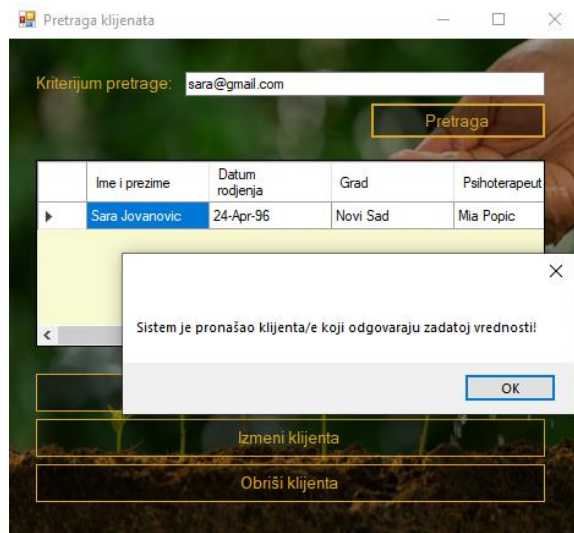 Pretraga klijenata
Kriterijum pretrage: sara@gmail.com
Pretraga
Ime i prezime Datum rodjenja Grad Psihoterapeut
Sara Jovanovic 24-Apr-96 Novi Sad Mia Popic
Sistem je pronašao klijenta/e koji odgovaraju zadatoj vrednosti!
OK
Izmeni klijenta
Obriši klijenta